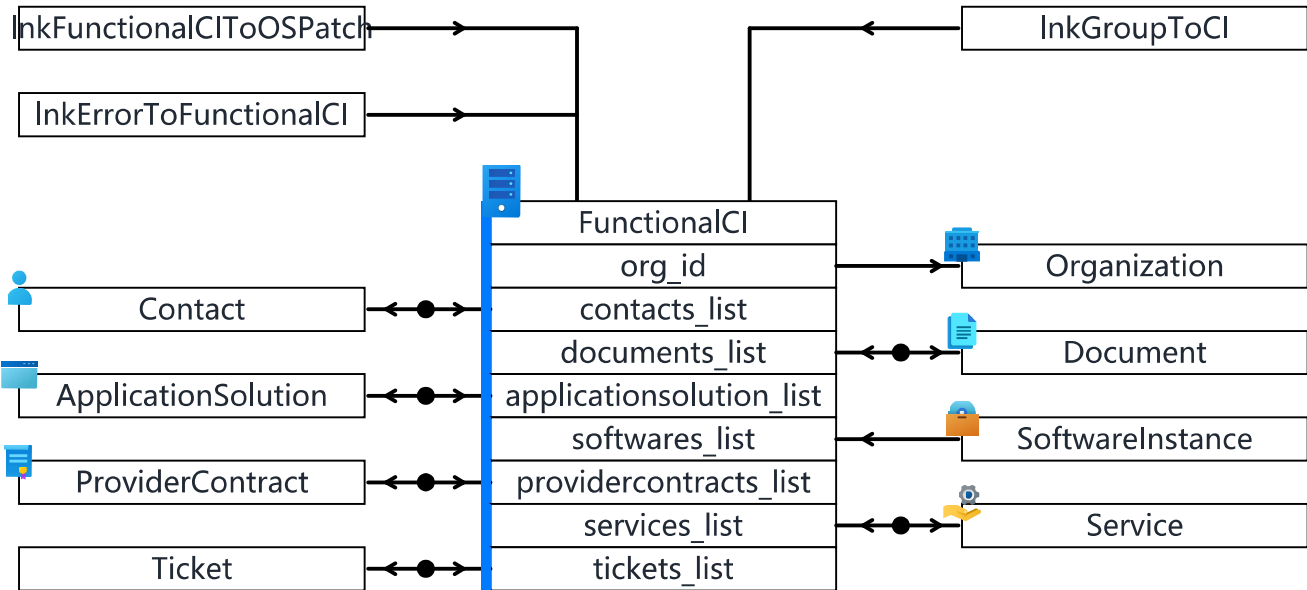 lnkFunctionalCIToOSPatch
lnkGroupToCI
lnkErrorToFunctionalCI
FunctionalCI
org_id
Organization
Contact
contacts_list
documents_list
Document
ApplicationSolution
applicationsolution_list
softwares_list
SoftwareInstance
ProviderContract
providercontracts_list
services_list
Service
Ticket
tickets_list